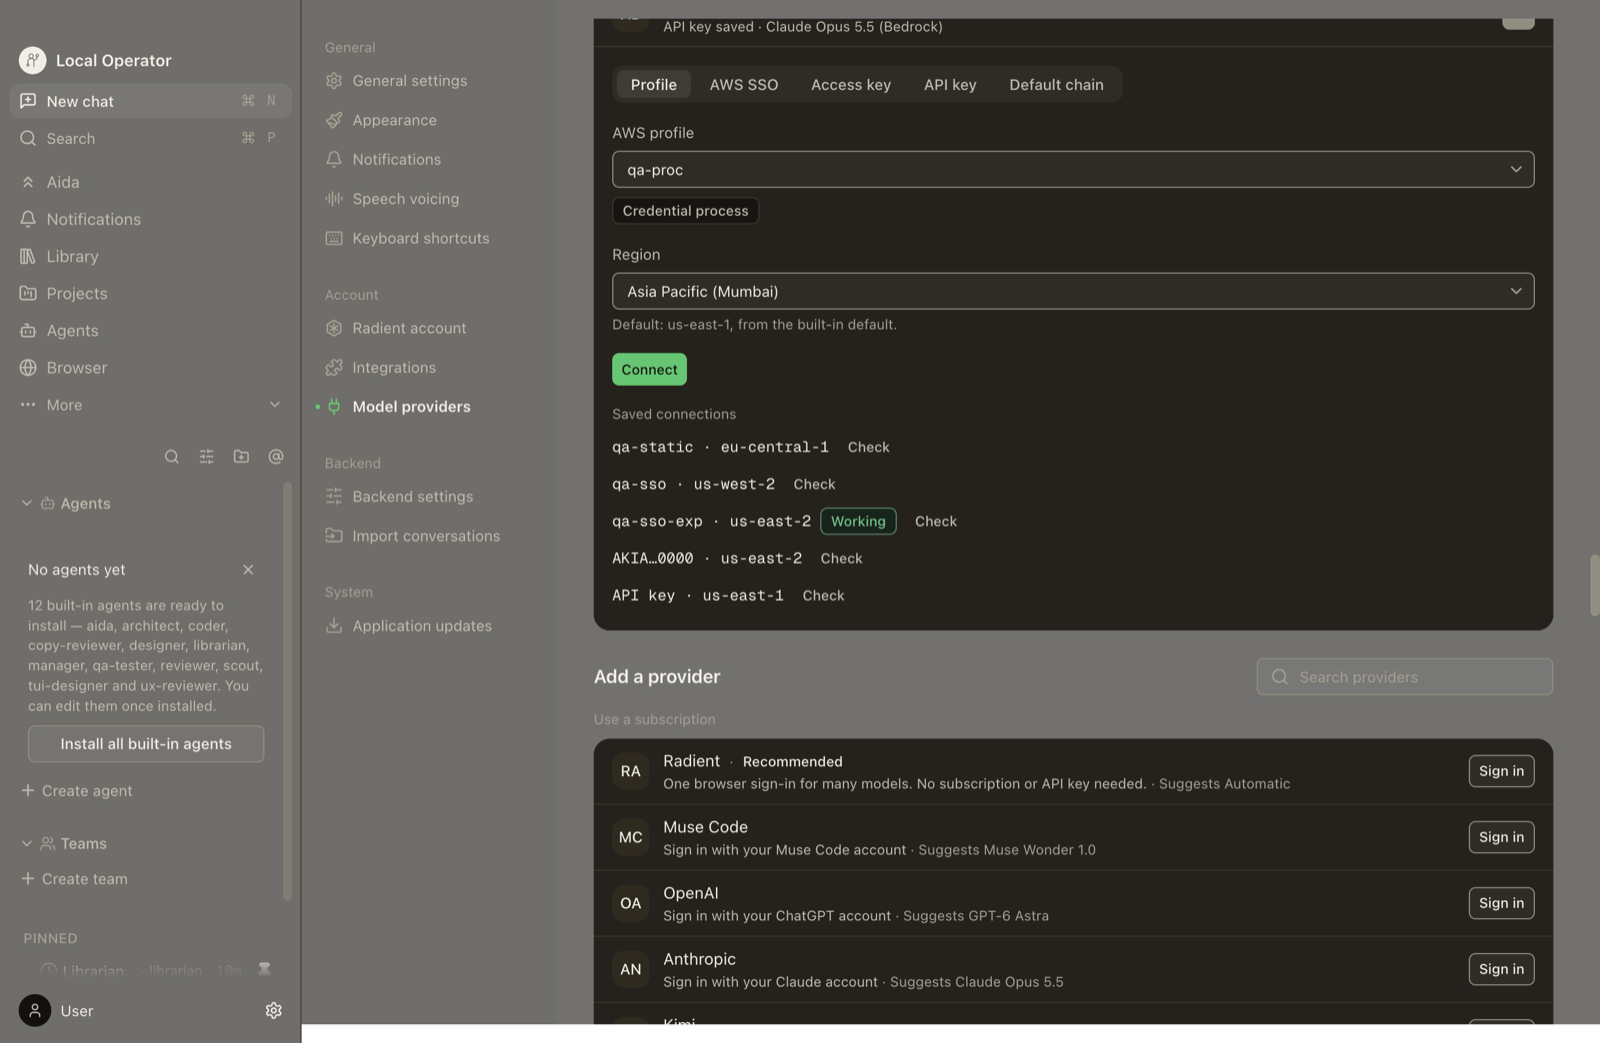 Local Operator
New chat ⌘ N
Search ⌘ P
Aida
Notifications
Library
Projects
Agents
Browser
More
Agents
No agents yet
12 built-in agents are ready to
install — aida, architect, coder,
copy-reviewer, designer, librarian,
manager, qa-tester, reviewer, scout,
tui-designer and ux-reviewer. You
can edit them once installed.
Install all built-in agents
Create agent
Teams
Create team
PINNED
Librarian · librarian 10m
User
General
General settings
Appearance
Notifications
Speech voicing
Keyboard shortcuts
Account
Radient account
Integrations
Model providers
Backend
Backend settings
Import conversations
System
Application updates
API key saved · Claude Opus 5.5 (Bedrock)
Profile AWS SSO Access key API key Default chain
AWS profile
qa-proc
Credential process
Region
Asia Pacific (Mumbai)
Default: us-east-1, from the built-in default.
Connect
Saved connections
qa-static · eu-central-1 Check
qa-sso · us-west-2 Check
qa-sso-exp · us-east-2 Working Check
AKIA…0000 · us-east-2 Check
API key · us-east-1 Check
Add a provider
Search providers
Use a subscription
RA Radient · Recommended
One browser sign-in for many models. No subscription or API key needed. · Suggests Automatic
Sign in
MC Muse Code
Sign in with your Muse Code account · Suggests Muse Wonder 1.0
Sign in
OA OpenAI
Sign in with your ChatGPT account · Suggests GPT-6 Astra
Sign in
AN Anthropic
Sign in with your Claude account · Suggests Claude Opus 5.5
Sign in
Kimi